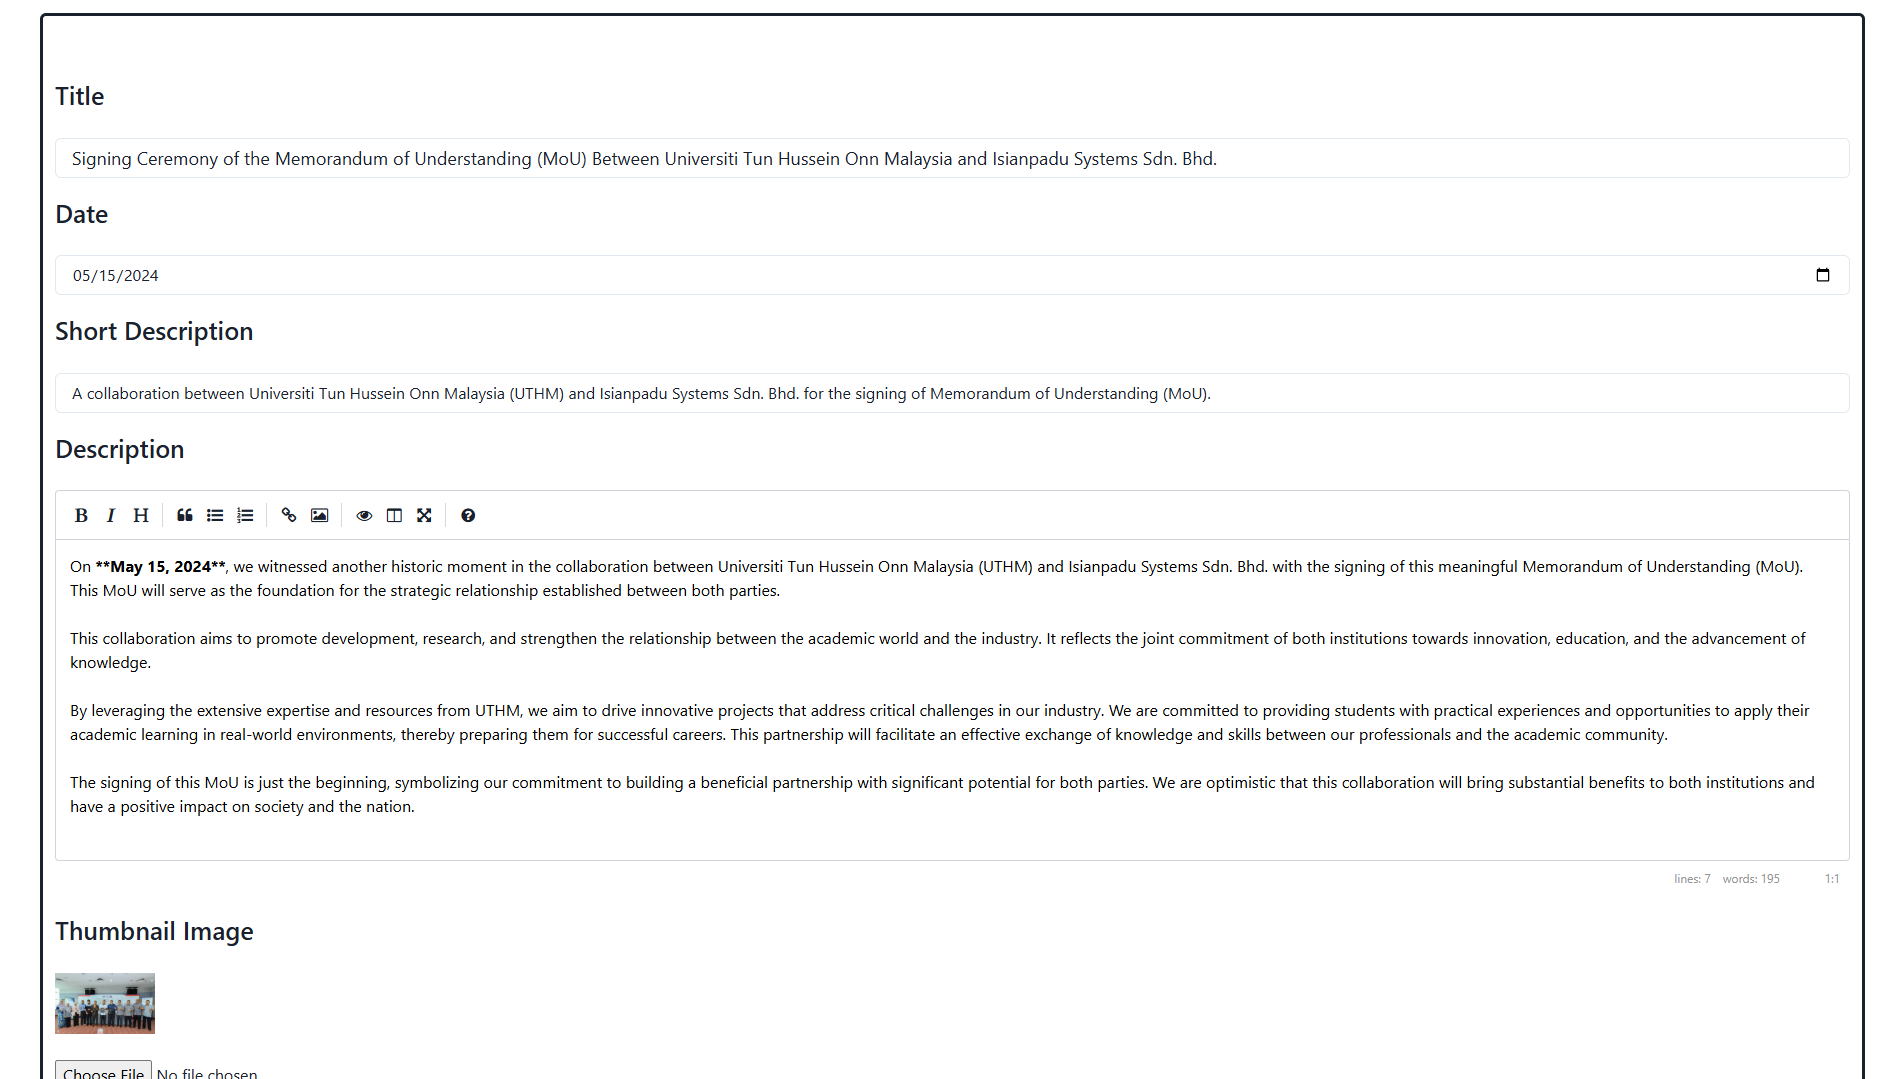 Title
Signing Ceremony of the Memorandum of Understanding (MoU) Between Universiti Tun Hussein Onn Malaysia and Isianpadu Systems Sdn. Bhd.
Date
05/15/2024
Short Description
A collaboration between Universiti Tun Hussein Onn Malaysia (UTHM) and Isianpadu Systems Sdn. Bhd. for the signing of Memorandum of Understanding (MoU).
Description
B I H
On **May 15, 2024**, we witnessed another historic moment in the collaboration between Universiti Tun Hussein Onn Malaysia (UTHM) and Isianpadu Systems Sdn. Bhd. with the signing of this meaningful Memorandum of Understanding (MoU).
This MoU will serve as the foundation for the strategic relationship established between both parties.
This collaboration aims to promote development, research, and strengthen the relationship between the academic world and the industry. It reflects the joint commitment of both institutions towards innovation, education, and the advancement of
knowledge.
By leveraging the extensive expertise and resources from UTHM, we aim to drive innovative projects that address critical challenges in our industry. We are committed to providing students with practical experiences and opportunities to apply their
academic learning in real-world environments, thereby preparing them for successful careers. This partnership will facilitate an effective exchange of knowledge and skills between our professionals and the academic community.
The signing of this MoU is just the beginning, symbolizing our commitment to building a beneficial partnership with significant potential for both parties. We are optimistic that this collaboration will bring substantial benefits to both institutions and
have a positive impact on society and the nation.
lines: 7 words: 195 1:1
Thumbnail Image
Choose File No file chosen